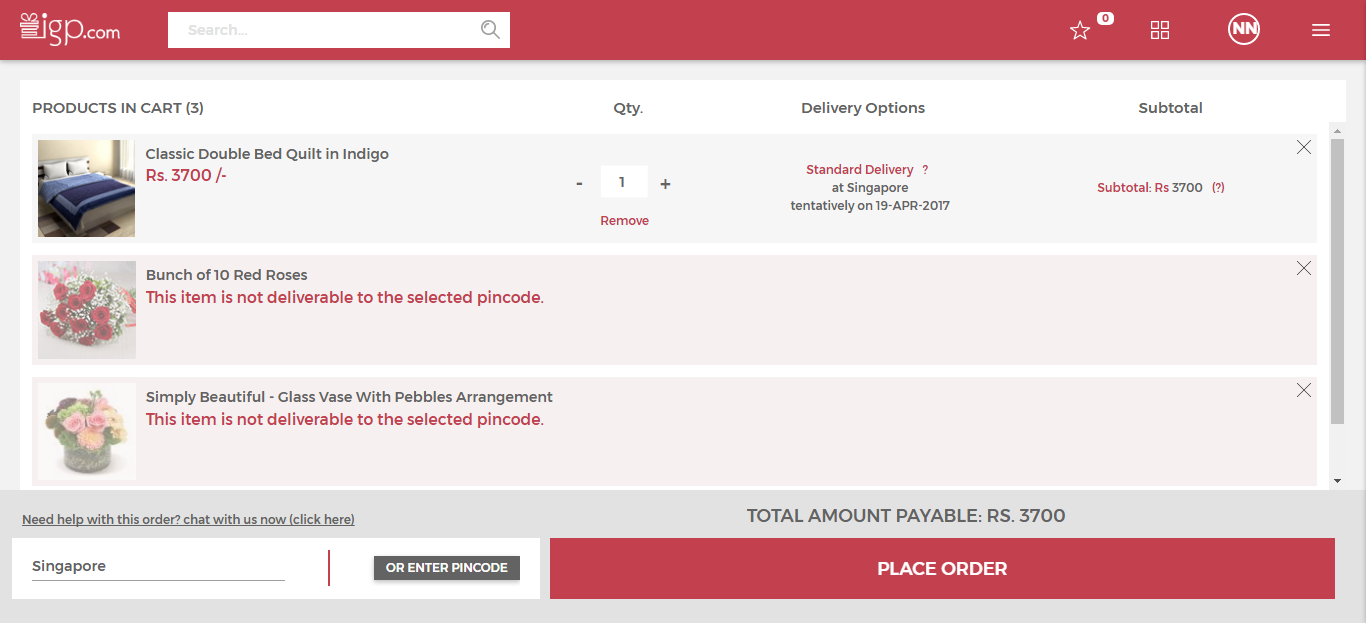 igp.com
Search...
0
NN
PRODUCTS IN CART (3)
Qty.
Delivery Options
Subtotal
Classic Double Bed Quilt in Indigo
Rs. 3700 /-
- 1 +
Remove
Standard Delivery ?
at Singapore
tentatively on 19-APR-2017
Subtotal: Rs 3700 (?)
Bunch of 10 Red Roses
This item is not deliverable to the selected pincode.
Simply Beautiful - Glass Vase With Pebbles Arrangement
This item is not deliverable to the selected pincode.
Need help with this order? chat with us now (click here)
TOTAL AMOUNT PAYABLE: RS. 3700
Singapore
OR ENTER PINCODE
PLACE ORDER